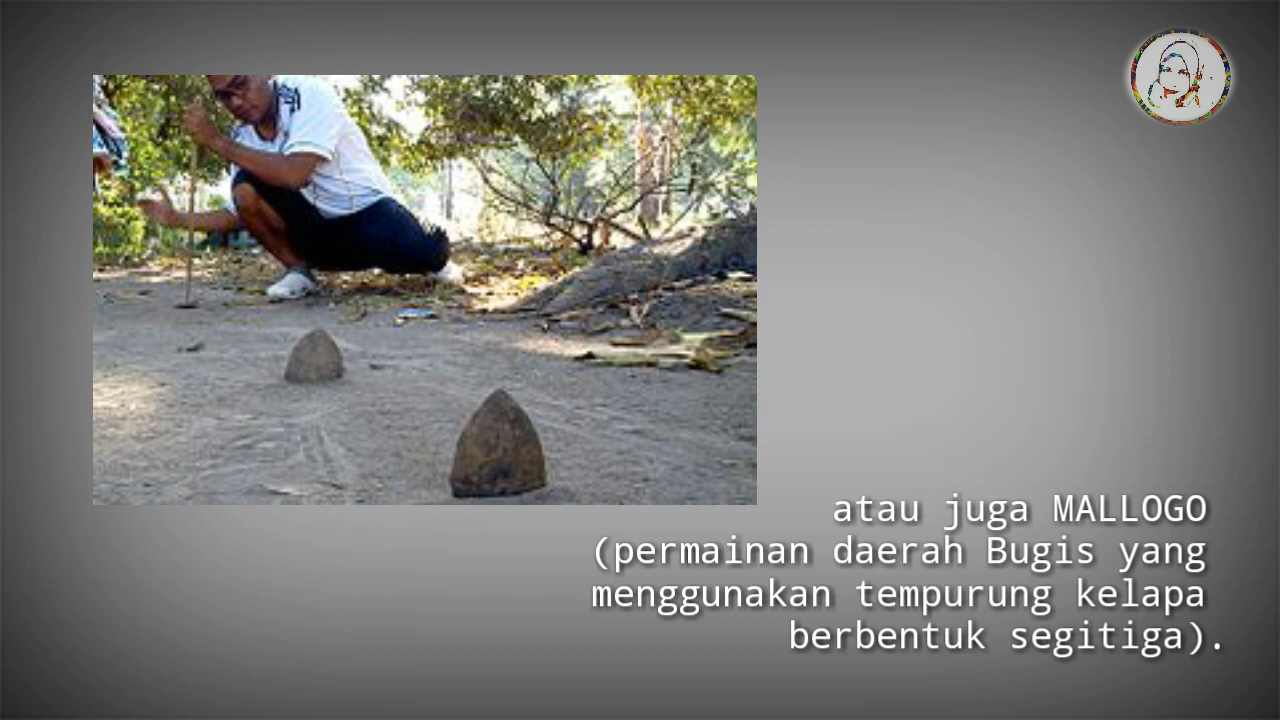 atau juga MALLOGO
(permainan daerah Bugis yang
menggunakan tempurung kelapa
berbentuk segitiga).